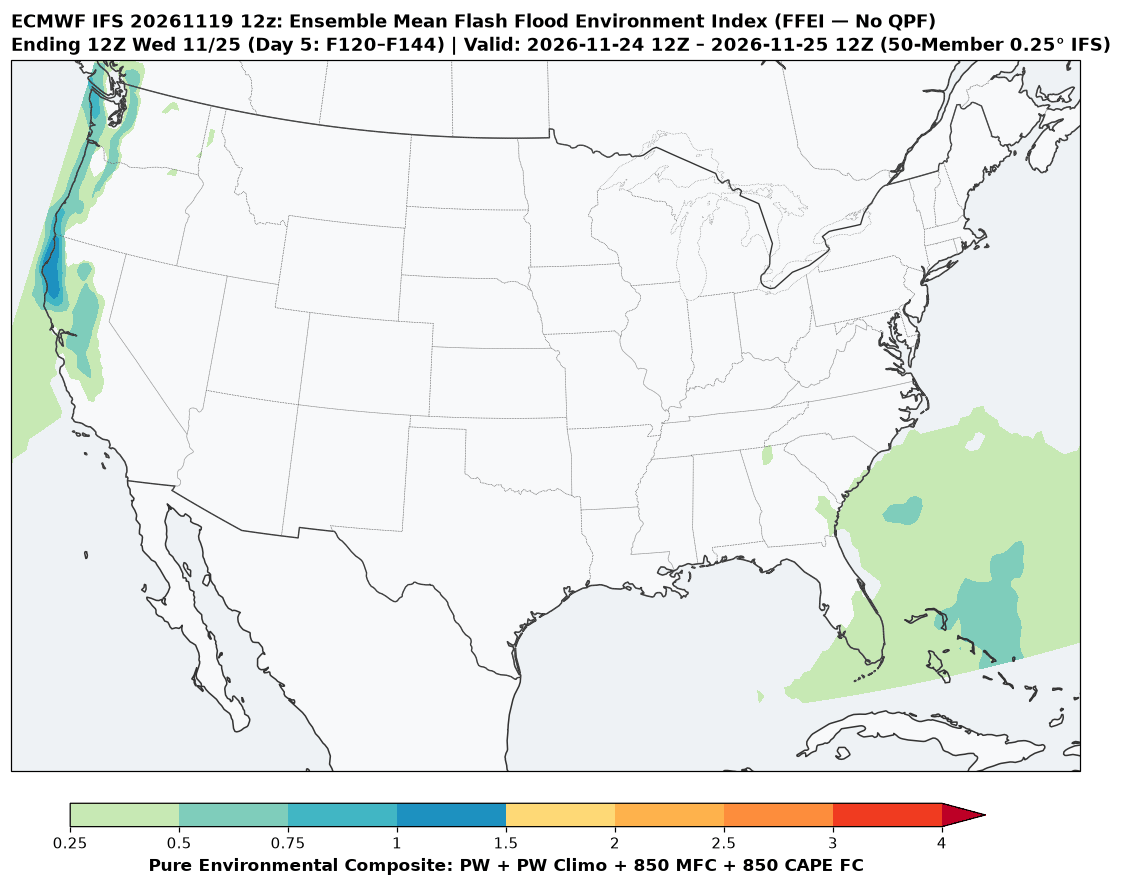 ECMWF IFS 20261119 12z: Ensemble Mean Flash Flood Environment Index (FFEI — No QPF)
Ending 12Z Wed 11/25 (Day 5: F120–F144) | Valid: 2026-11-24 12Z – 2026-11-25 12Z (50-Member 0.25° IFS)
0.25 0.5 0.75 1 1.5 2 2.5 3 4
Pure Environmental Composite: PW + PW Climo + 850 MFC + 850 CAPE FC